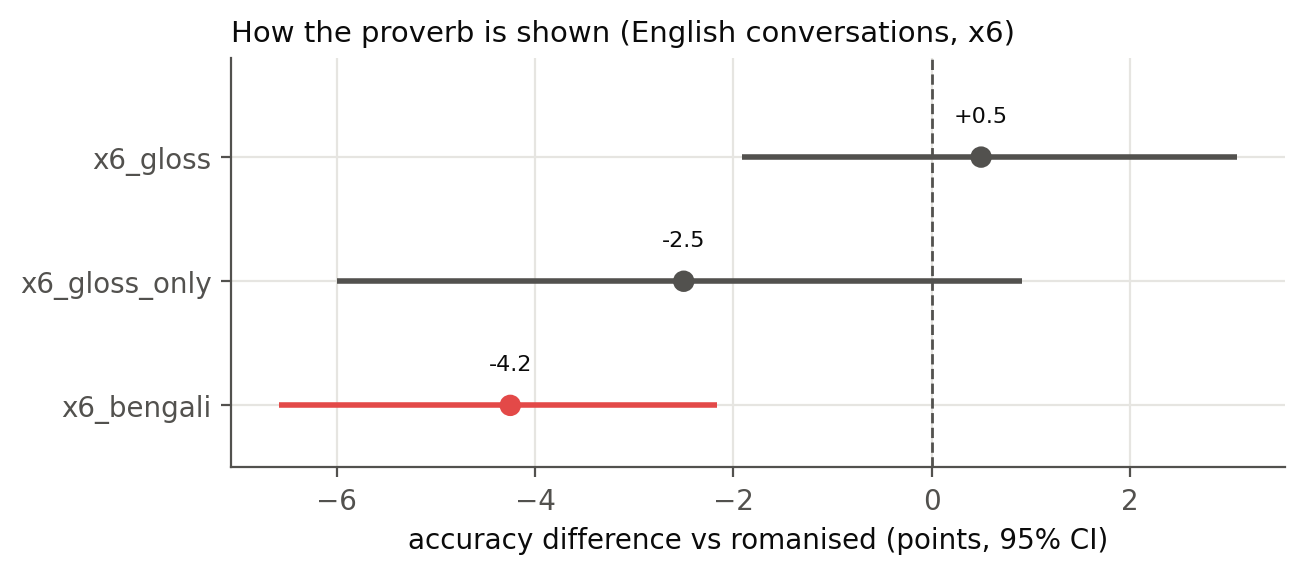 How the proverb is shown (English conversations, x6)
+0.5
x6_gloss
-2.5
x6_gloss_only
-4.2
x6_bengali
−6 −4 −2 0 2
accuracy difference vs romanised (points, 95% CI)